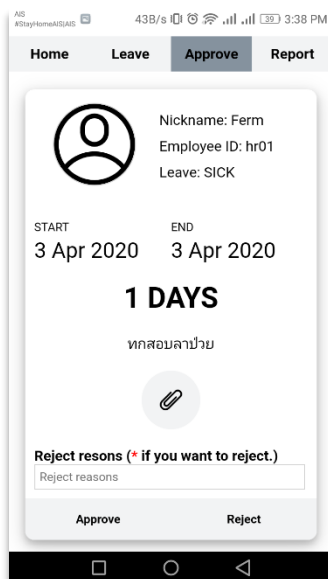 AIS
#StayHomeAIS|AIS
43B/s 39 3:38 PM
Home Leave Approve Report
Nickname: Ferm
Employee ID: hr01
Leave: SICK
START END
3 Apr 2020 3 Apr 2020
1 DAYS
ทกสอบลาป่วย
Reject resons (* if you want to reject.)
Reject reasons
Approve Reject